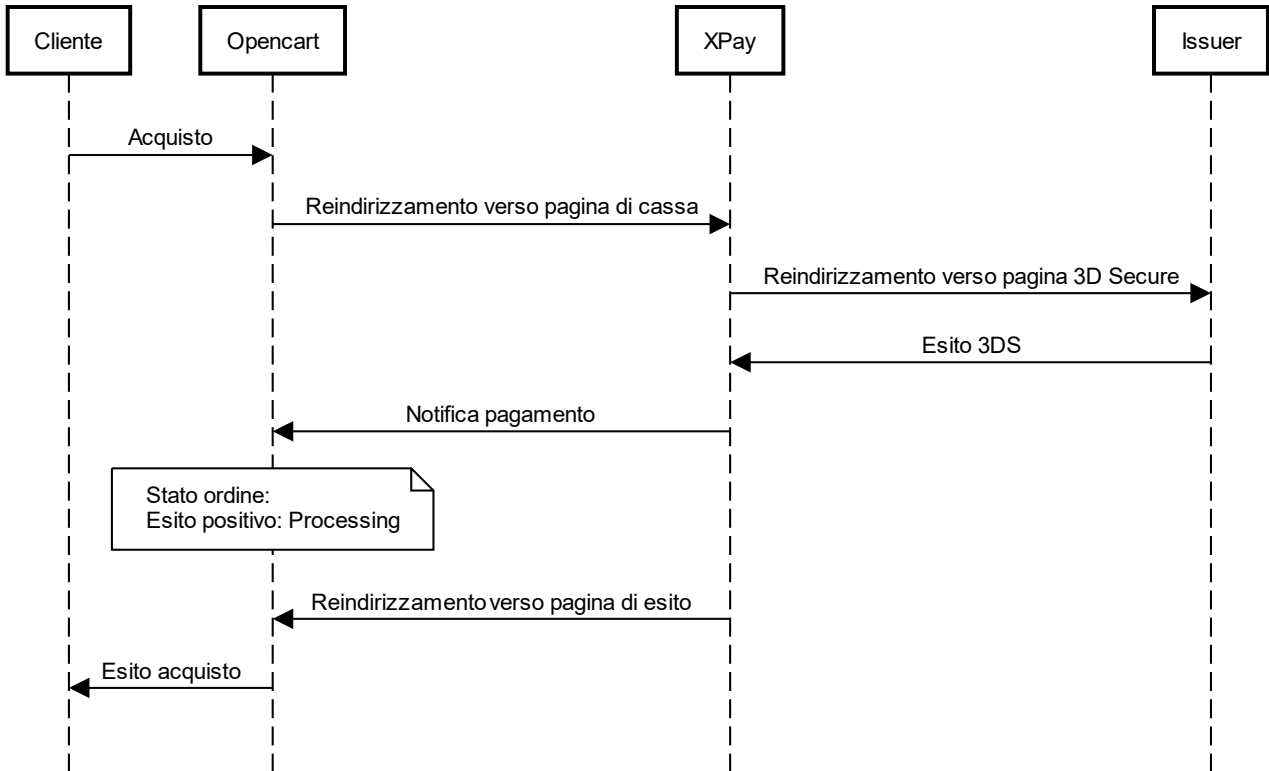 Cliente
Opencart
XPay
Issuer
Acquisto
Reindirizzamento verso pagina di cassa
Reindirizzamento verso pagina 3D Secure
Esito 3DS
Notifica pagamento
Stato ordine:
Esito positivo: Processing
Reindirizzamento verso pagina di esito
Esito acquisto